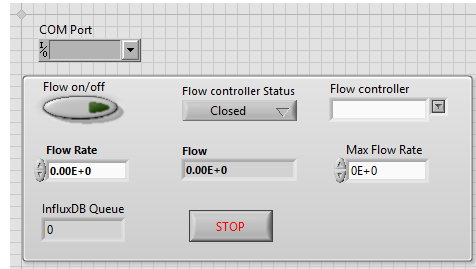 COM Port
I/O
Flow on/off
Flow controller Status
Flow controller
Closed
Flow Rate
Flow
Max Flow Rate
0.00E+0
0.00E+0
0E+0
InfluxDB Queue
0
STOP